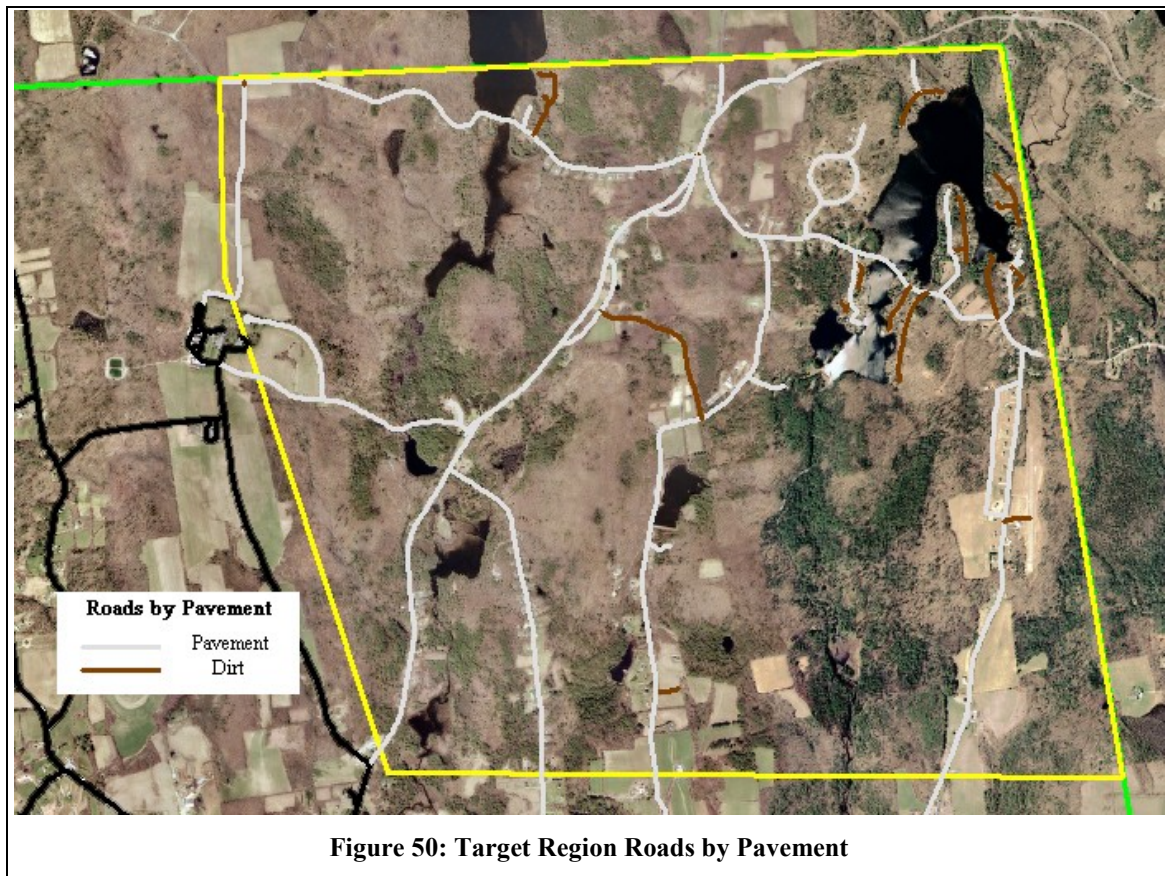 Roads by Pavement
Pavement
Dirt
Figure 50: Target Region Roads by Pavement